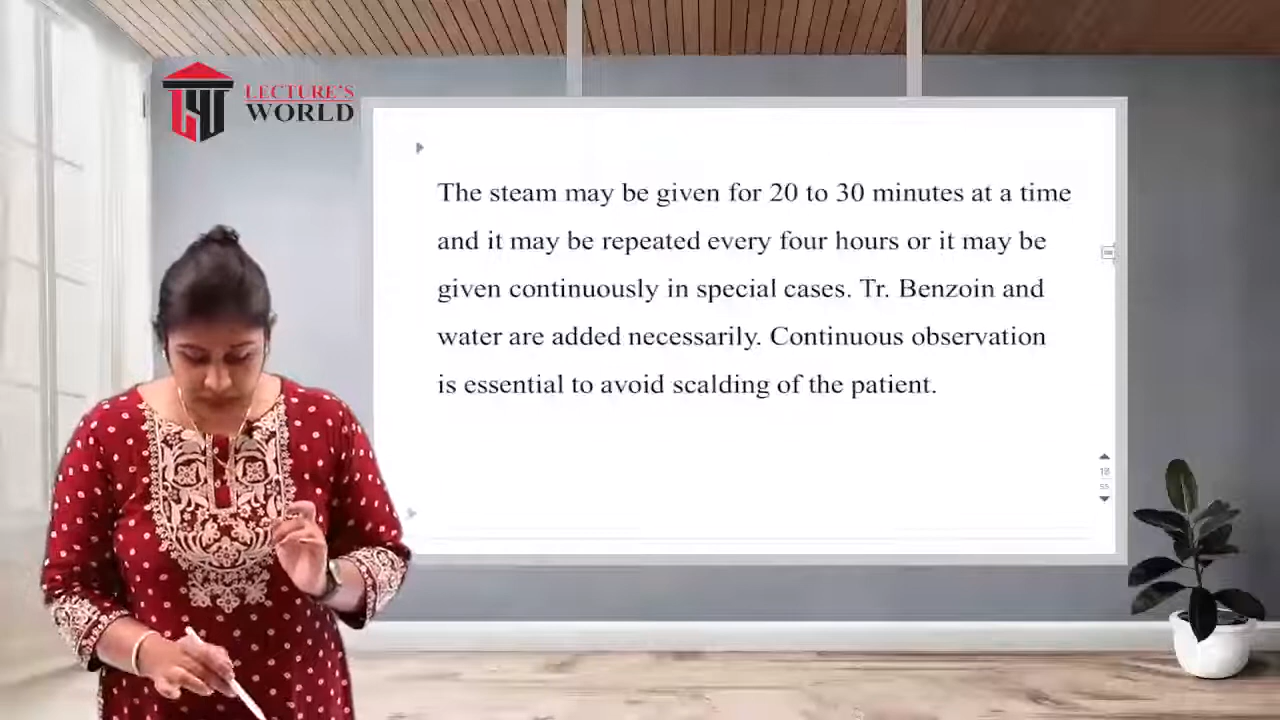 LECTURE'S
WORLD
The steam may be given for 20 to 30 minutes at a time
and it may be repeated every four hours or it may be
given continuously in special cases. Tr. Benzoin and
water are added necessarily. Continuous observation
is essential to avoid scalding of the patient.
18
55